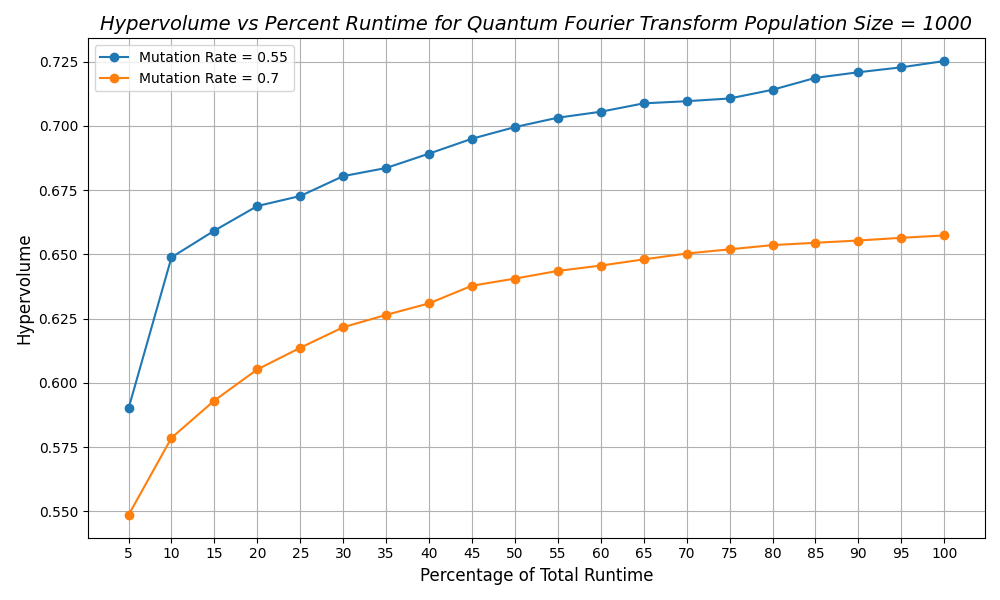 Hypervolume vs Percent Runtime for Quantum Fourier Transform Population Size = 1000
Mutation Rate = 0.55
Mutation Rate = 0.7
Hypervolume
0.725
0.700
0.675
0.650
0.625
0.600
0.575
0.550
5 10 15 20 25 30 35 40 45 50 55 60 65 70 75 80 85 90 95 100
Percentage of Total Runtime